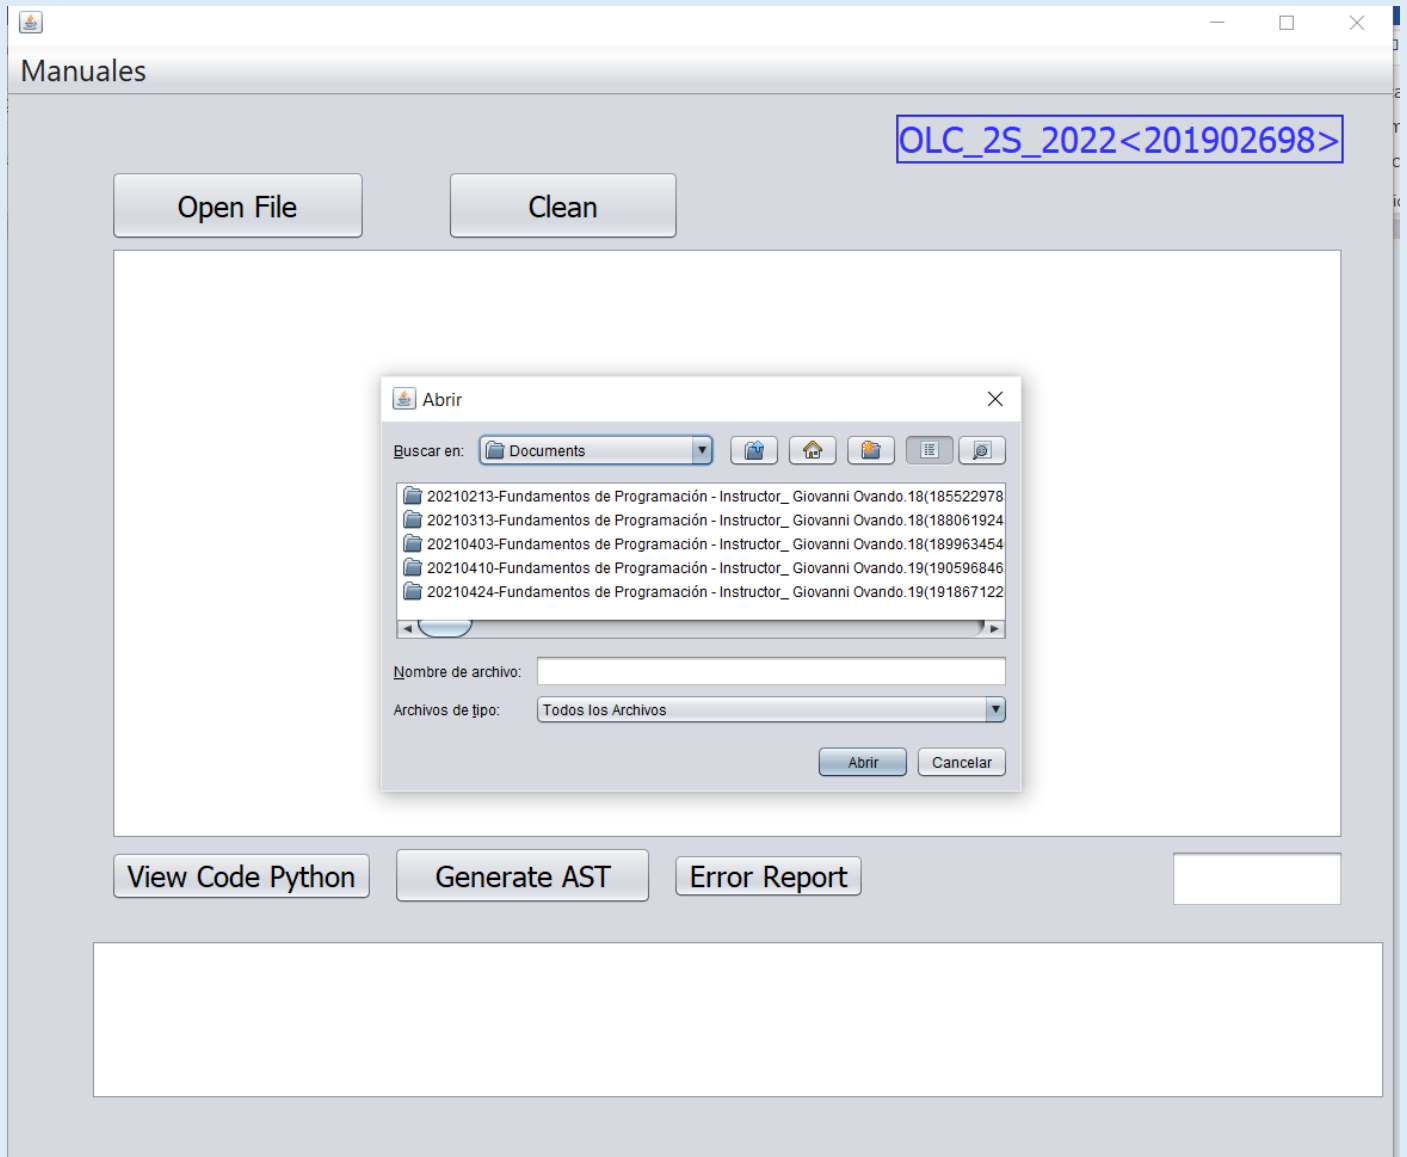 Manuales
OLC_2S_2022<201902698>
Open File
Clean
Abrir
Buscar en: Documents
20210213-Fundamentos de Programación - Instructor_ Giovanni Ovando.18(185522978
20210313-Fundamentos de Programación - Instructor_ Giovanni Ovando.18(188061924
20210403-Fundamentos de Programación - Instructor_ Giovanni Ovando.18(189963454
20210410-Fundamentos de Programación - Instructor_ Giovanni Ovando.19(190596846
20210424-Fundamentos de Programación - Instructor_ Giovanni Ovando.19(191867122
Nombre de archivo:
Archivos de tipo: Todos los Archivos
Abrir
Cancelar
View Code Python
Generate AST
Error Report